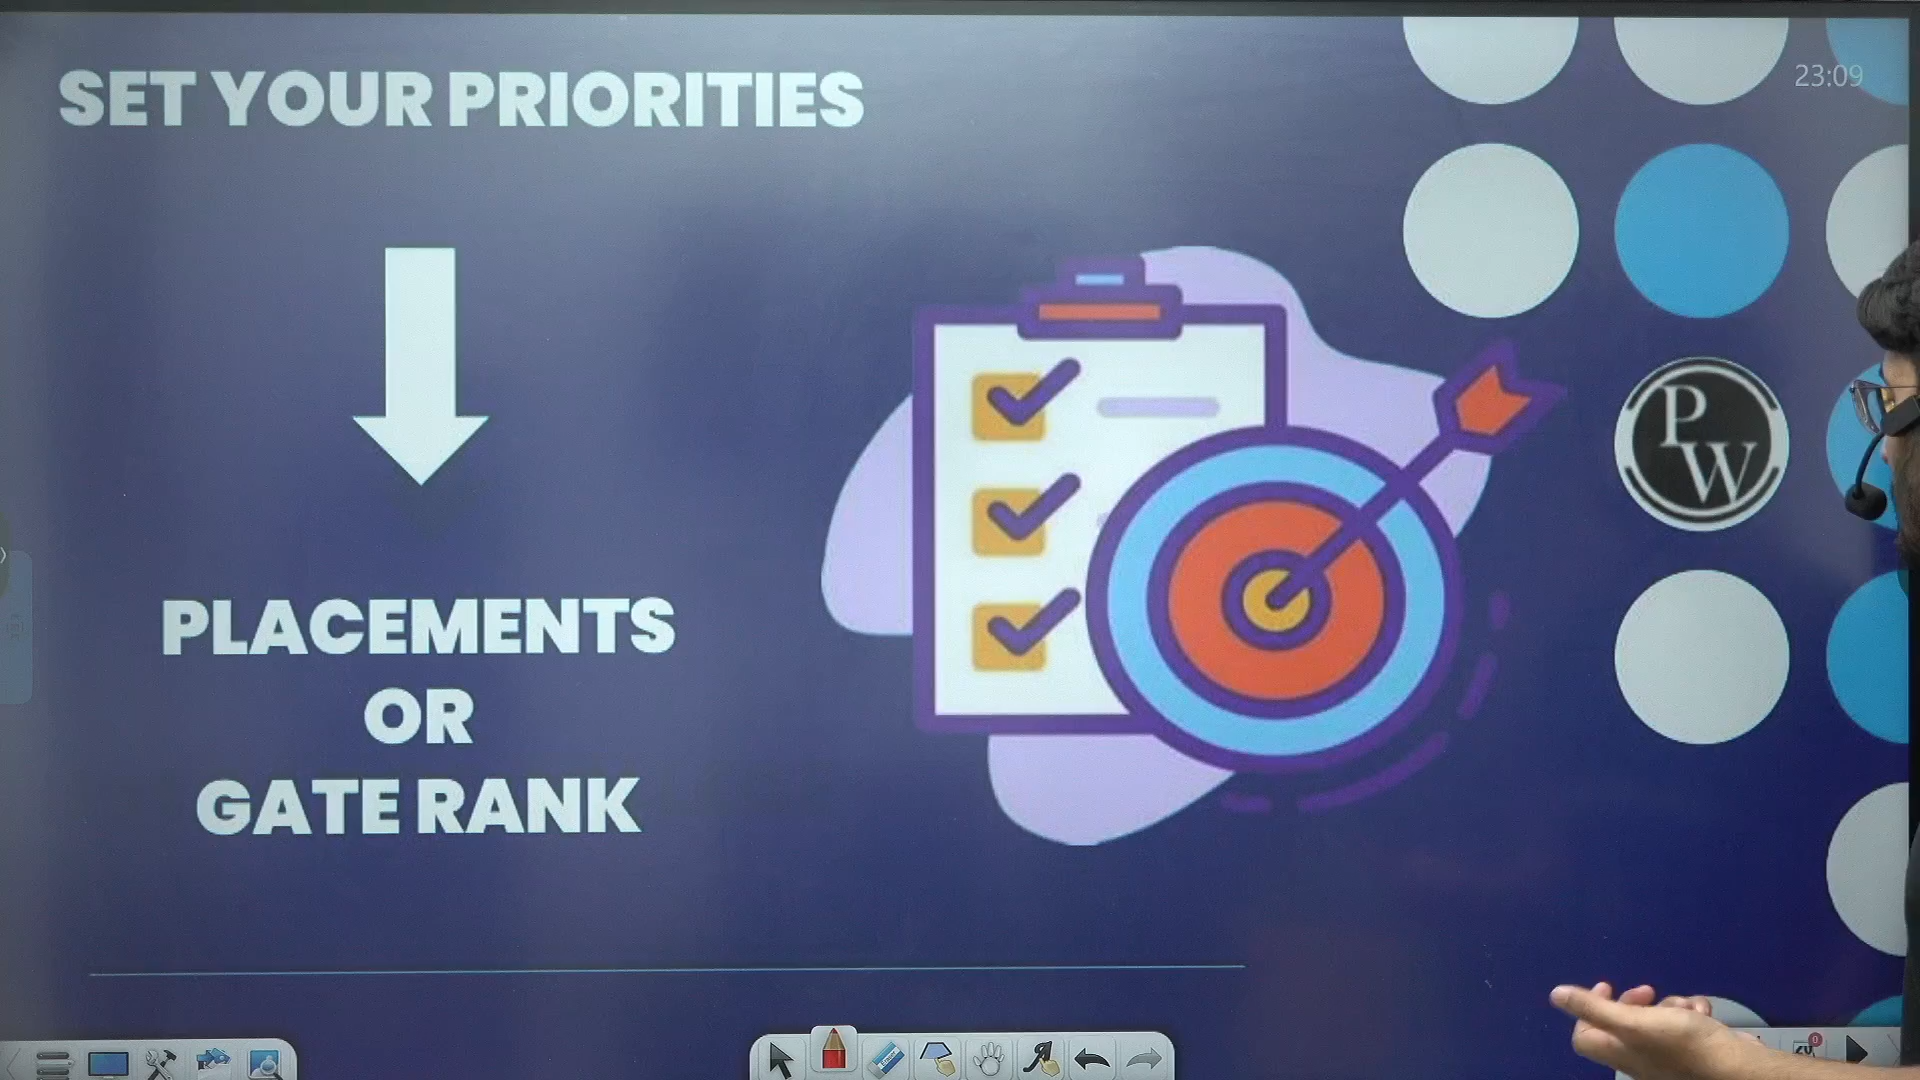 SET YOUR PRIORITIES
23:09
PW
PLACEMENTS
OR
GATE RANK